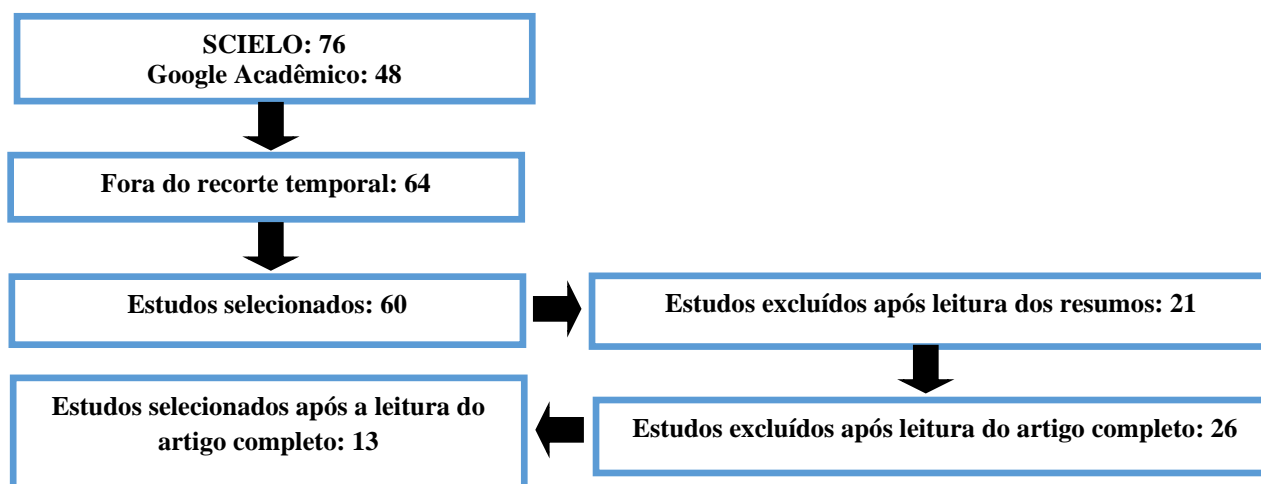 SCIELO: 76
Google Acadêmico: 48
Fora do recorte temporal: 64
Estudos selecionados: 60
Estudos excluídos após leitura dos resumos: 21
Estudos excluídos após leitura do artigo completo: 26
Estudos selecionados após a leitura do
artigo completo: 13